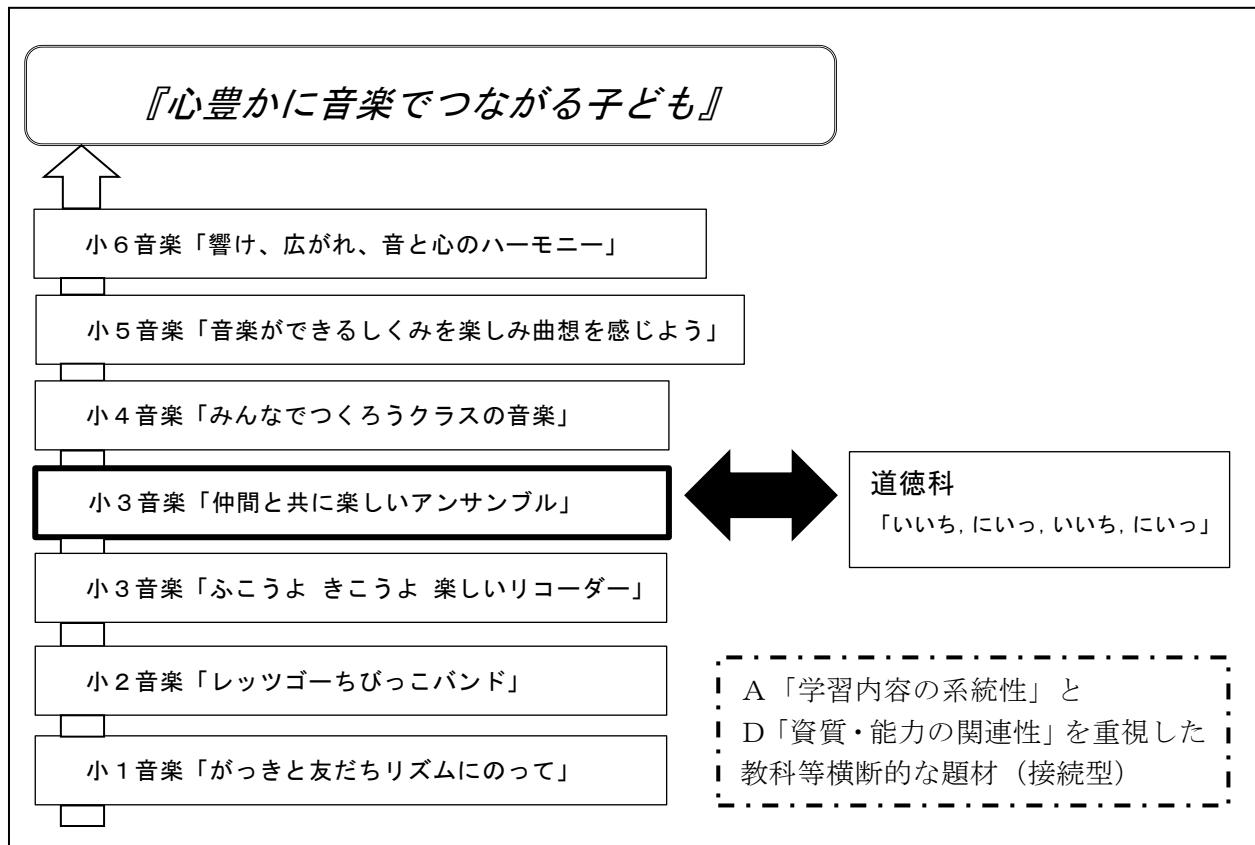 『心豊かに音楽でつながる子ども』
小６音楽「響け、広がれ、音と心のハーモニー」
小５音楽「音楽ができるしくみを楽しみ曲想を感じよう」
小４音楽「みんなでつくろうクラスの音楽」
小３音楽「仲間と共に楽しいアンサンブル」
道徳科
「いいち，にいっ，いいち，にいっ」
小３音楽「ふこうよ きこうよ 楽しいリコーダー」
小２音楽「レッツゴーちびっこバンド」
小１音楽「がっきと友だちリズムにのって」
A「学習内容の系統性」と
D「資質・能力の関連性」を重視した
教科等横断的な題材（接続型）